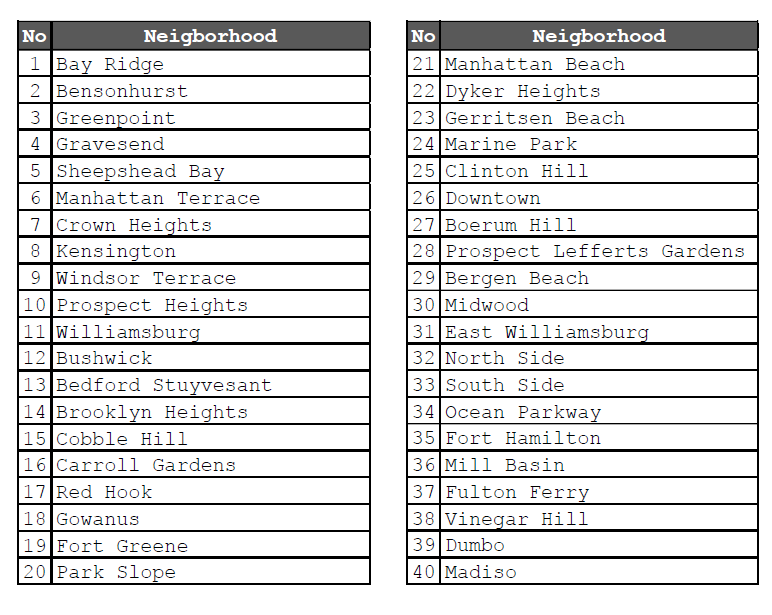 No Neigborhood
1 Bay Ridge
2 Bensonhurst
3 Greenpoint
4 Gravesend
5 Sheepshead Bay
6 Manhattan Terrace
7 Crown Heights
8 Kensington
9 Windsor Terrace
10 Prospect Heights
11 Williamsburg
12 Bushwick
13 Bedford Stuyvesant
14 Brooklyn Heights
15 Cobble Hill
16 Carroll Gardens
17 Red Hook
18 Gowanus
19 Fort Greene
20 Park Slope
No Neigborhood
21 Manhattan Beach
22 Dyker Heights
23 Gerritsen Beach
24 Marine Park
25 Clinton Hill
26 Downtown
27 Boerum Hill
28 Prospect Lefferts Gardens
29 Bergen Beach
30 Midwood
31 East Williamsburg
32 North Side
33 South Side
34 Ocean Parkway
35 Fort Hamilton
36 Mill Basin
37 Fulton Ferry
38 Vinegar Hill
39 Dumbo
40 Madiso